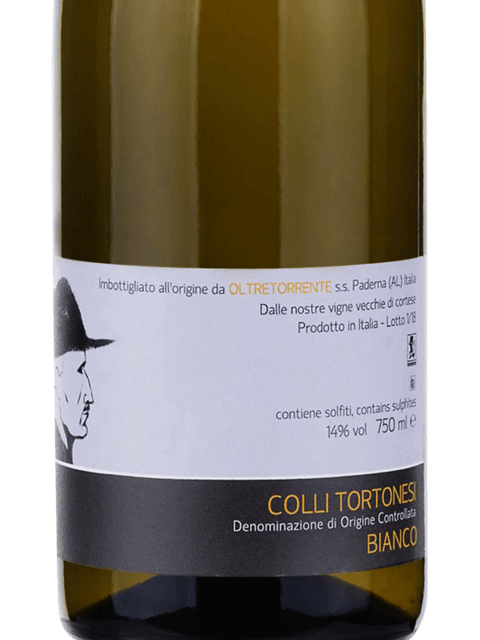 Imbottigliato all'origine da OLTRETORRENTE s.s. Paderna (AL) Italia
Dalle nostre vigne vecchie di cortese
Prodotto in Italia - Lotto 1/18
contiene solfiti, contains sulphites
14% vol 750 ml ℮
COLLI TORTONESI
Denominazione di Origine Controllata
BIANCO